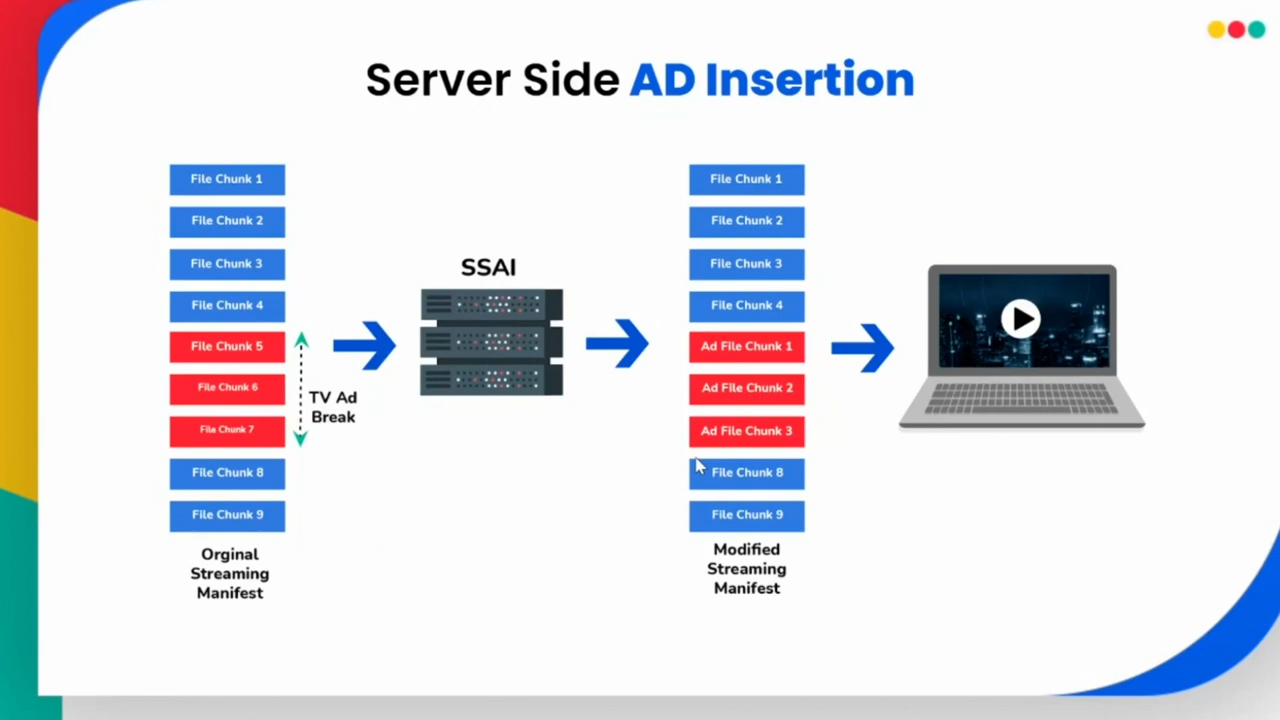 Server Side AD Insertion
File Chunk 1
File Chunk 2
File Chunk 3
File Chunk 4
File Chunk 5
File Chunk 6
File Chunk 7
File Chunk 8
File Chunk 9
Orginal
Streaming
Manifest
TV Ad
Break
SSAI
File Chunk 1
File Chunk 2
File Chunk 3
File Chunk 4
Ad File Chunk 1
Ad File Chunk 2
Ad File Chunk 3
File Chunk 8
File Chunk 9
Modified
Streaming
Manifest